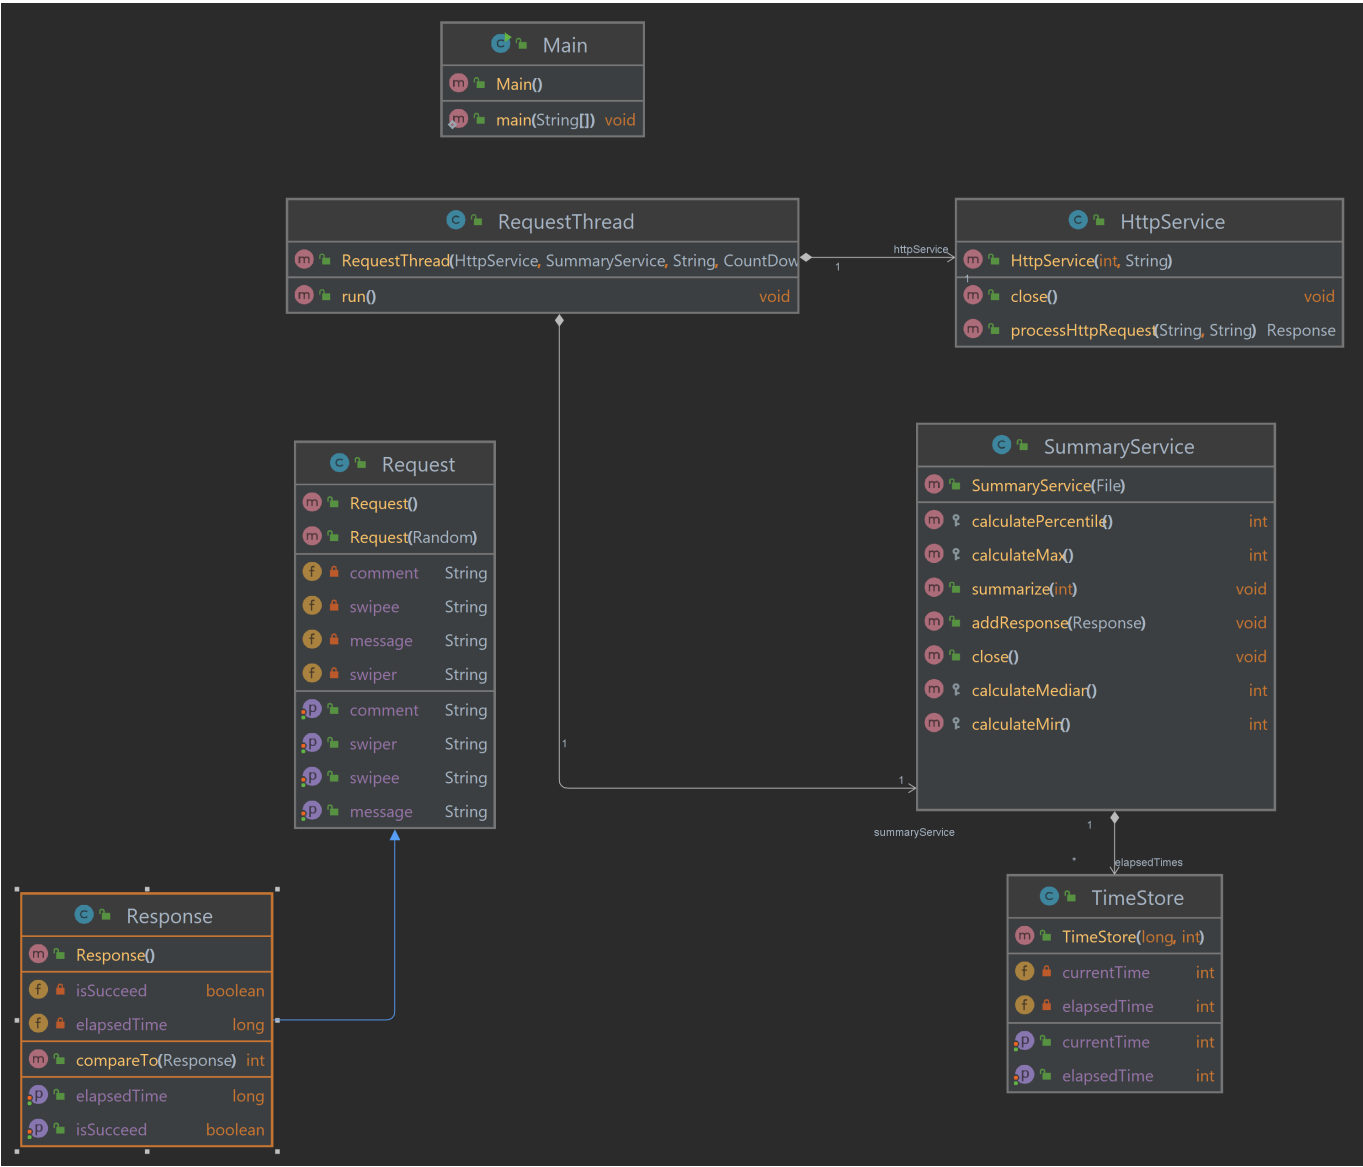 Main
Main()
main(String[]) void
RequestThread
RequestThread(HttpService, SummaryService, String, CountDow
run() void
httpService
1
1
HttpService
HttpService(int, String)
close() void
processHttpRequest(String, String) Response
Request
Request()
Request(Random)
comment String
swipee String
message String
swiper String
comment String
swiper String
swipee String
message String
SummaryService
SummaryService(File)
calculatePercentile() int
calculateMax() int
summarize(int) void
addResponse(Response) void
close() void
calculateMedian() int
calculateMin() int
1
1
summaryService
1
*
elapsedTimes
Response
Response()
isSucceed boolean
elapsedTime long
compareTo(Response) int
elapsedTime long
isSucceed boolean
TimeStore
TimeStore(long, int)
currentTime int
elapsedTime int
currentTime int
elapsedTime int